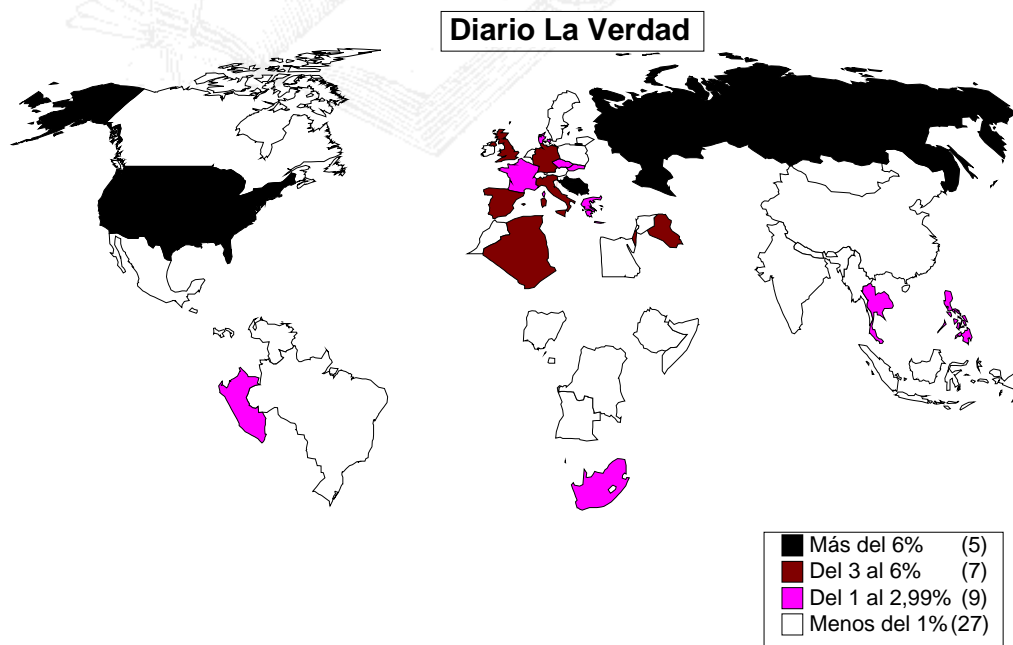 Diario La Verdad
Más del 6% (5)
Del 3 al 6% (7)
Del 1 al 2,99% (9)
Menos del 1% (27)